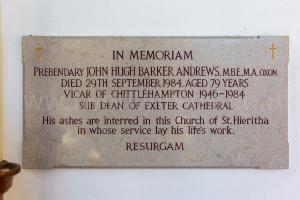 IN MEMORIAM
PREBENDARY JOHN HUGH BARKER ANDREWS, M.B.E., M.A. OXON.
DIED 29TH SEPTEMBER, 1984, AGED 79 YEARS
VICAR OF CHITTLEHAMPTON 1946-1984
SUB DEAN OF EXETER CATHEDRAL
His ashes are interred in this Church of St. Hieritha
in whose service lay his life's work.
RESURGAM